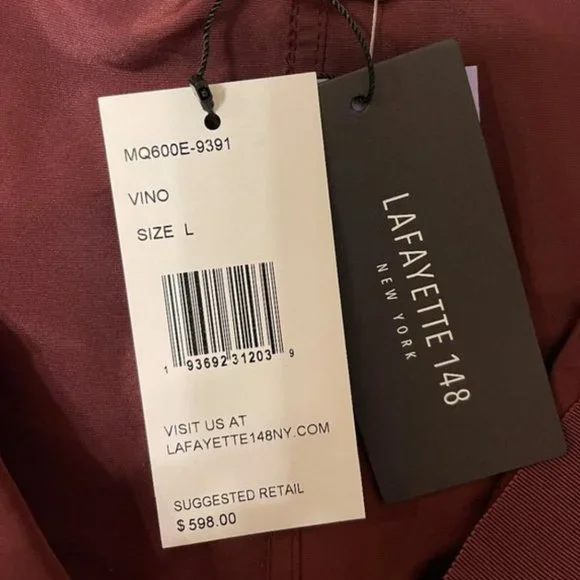 MQ600E-9391
VINO
SIZE L
1 93692 31203 9
VISIT US AT
LAFAYETTE148NY.COM
SUGGESTED RETAIL
$ 598.00
LAFAYETTE 148
NEW YORK